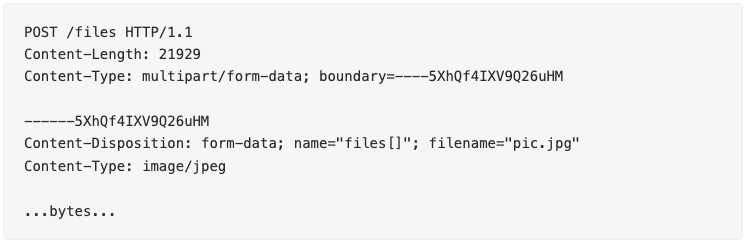 POST /files HTTP/1.1
Content-Length: 21929
Content-Type: multipart/form-data; boundary=----5XhQf4IXV9Q26uHM

------5XhQf4IXV9Q26uHM
Content-Disposition: form-data; name="files[]"; filename="pic.jpg"
Content-Type: image/jpeg

...bytes...